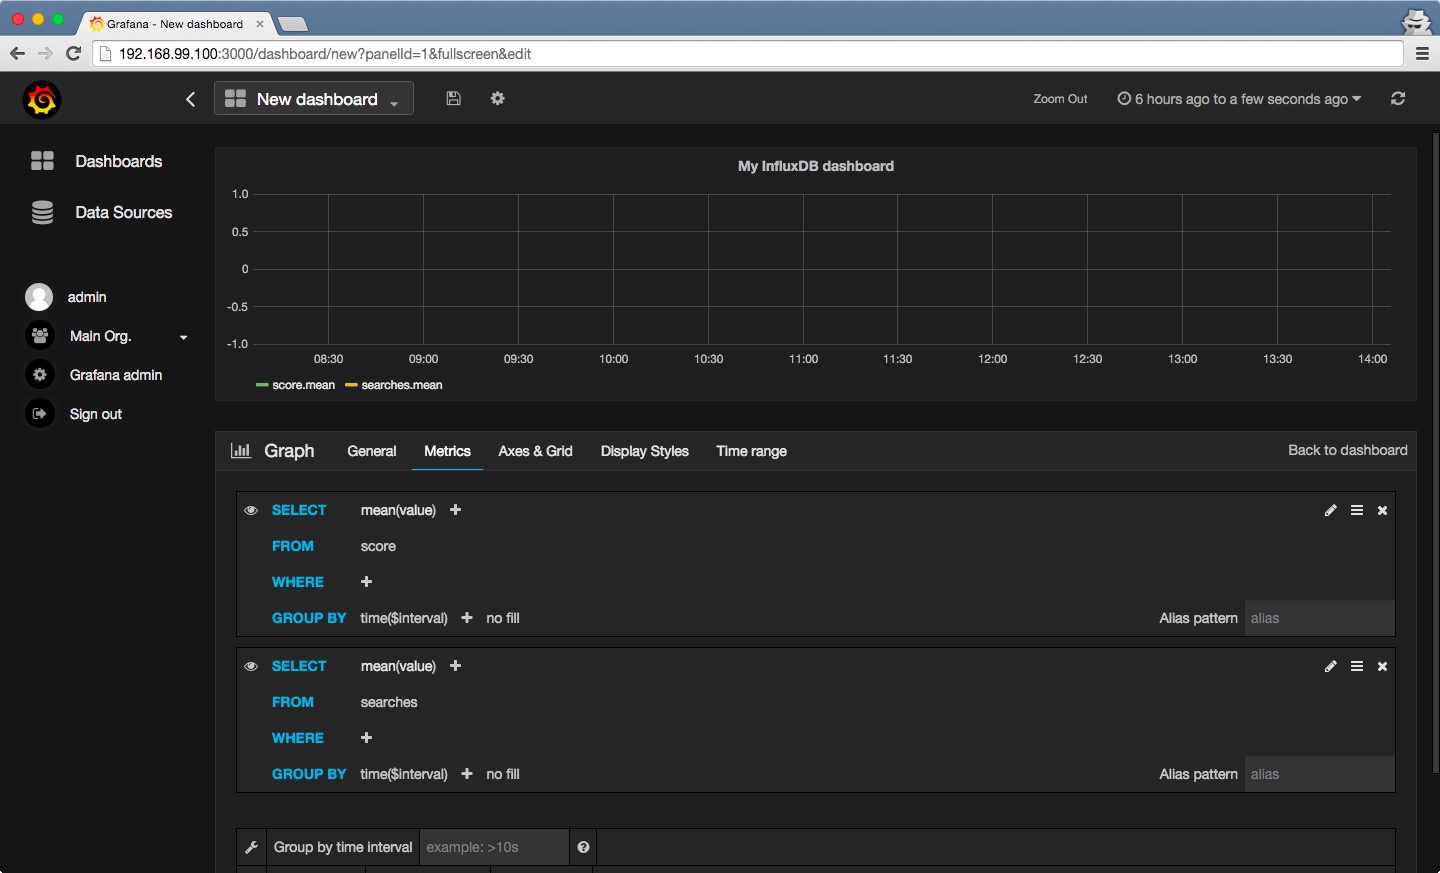 Grafana - New dashboard
192.168.99.100:3000/dashboard/new?panelId=1&fullscreen&edit
New dashboard
Zoom Out
6 hours ago to a few seconds ago
Dashboards
Data Sources
admin
Main Org.
Grafana admin
Sign out
My InfluxDB dashboard
1.0
0.5
0
-0.5
-1.0
08:30 09:00 09:30 10:00 10:30 11:00 11:30 12:00 12:30 13:00 13:30 14:00
score.mean searches.mean
Graph General Metrics Axes & Grid Display Styles Time range Back to dashboard
SELECT mean(value) +
FROM score
WHERE +
GROUP BY time($interval) + no fill Alias pattern alias
SELECT mean(value) +
FROM searches
WHERE +
GROUP BY time($interval) + no fill Alias pattern alias
Group by time interval example: >10s ?